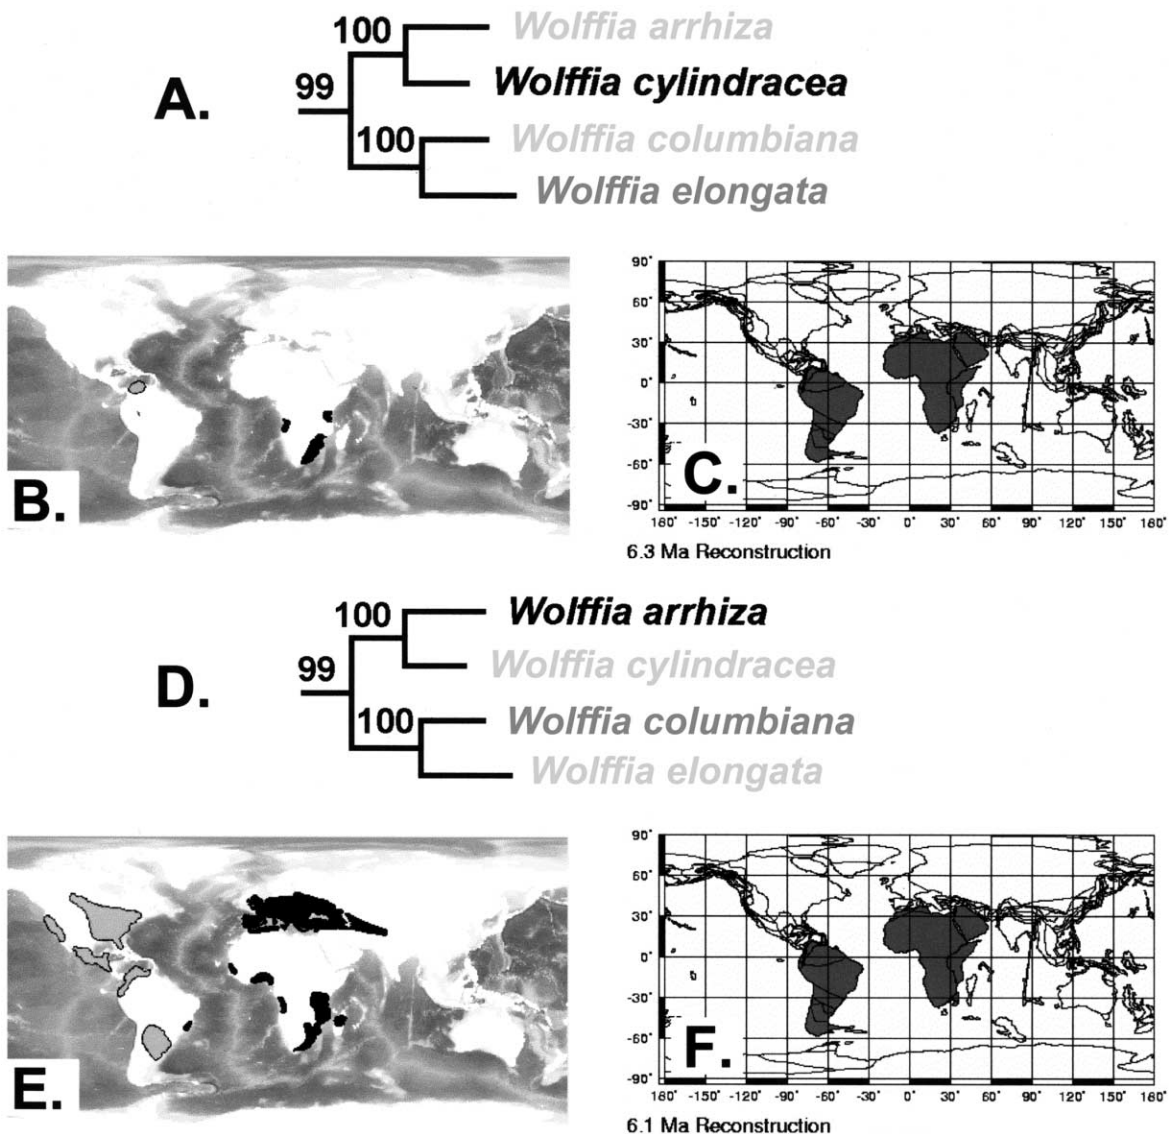 A.
100
Wolffia arrhiza
99
Wolffia cylindracea
100
Wolffia columbiana
Wolffia elongata
B.
C.
90°
60°
30°
0°
-30°
-60°
-90°
180 -150° -120° -90° -60° -30° 0° 30° 60° 90° 120° 150° 180
6.3 Ma Reconstruction
D.
100
Wolffia arrhiza
99
Wolffia cylindracea
100
Wolffia columbiana
Wolffia elongata
E.
F.
90°
60°
30°
0°
-30°
-60°
-90°
180 -150° -120° -90° -60° -30° 0° 30° 60° 90° 120° 150° 180
6.1 Ma Reconstruction